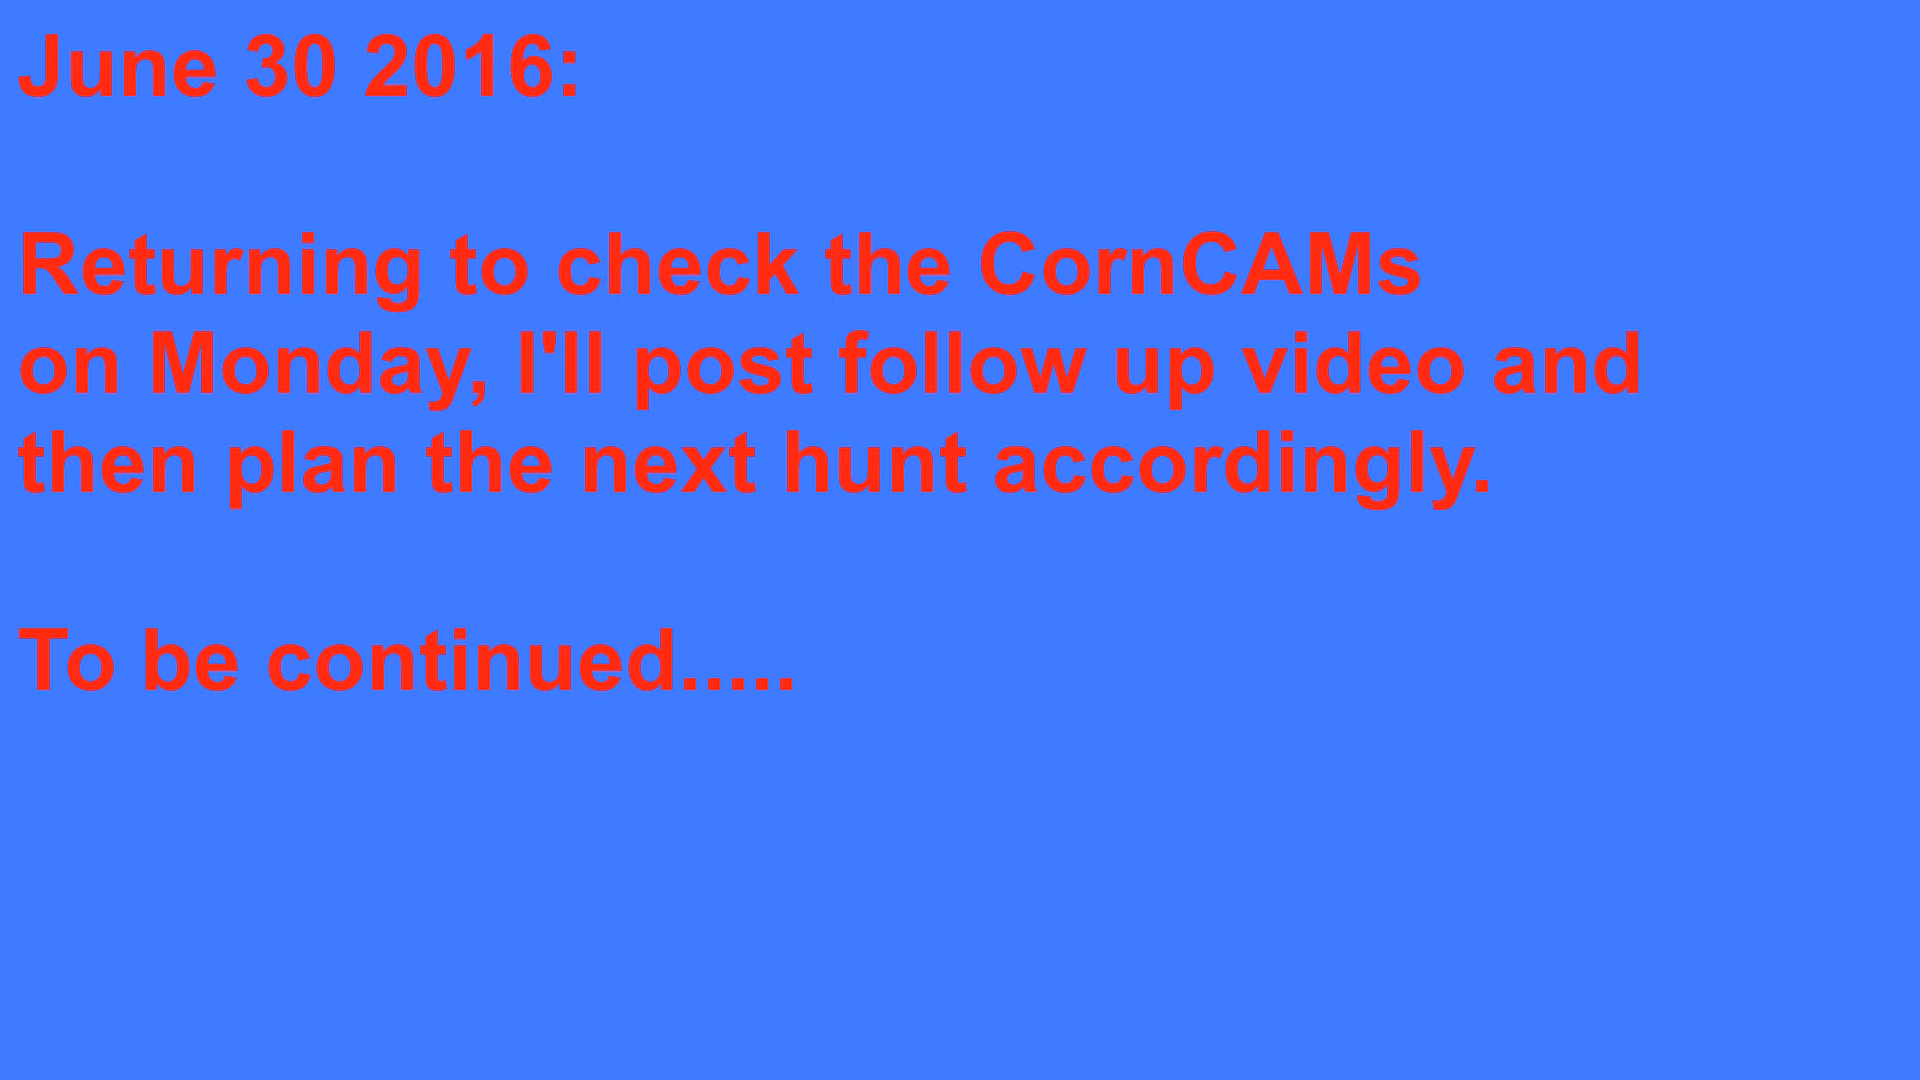 June 30 2016:
Returning to check the CornCAMs
on Monday, I'll post follow up video and
then plan the next hunt accordingly.
To be continued.....